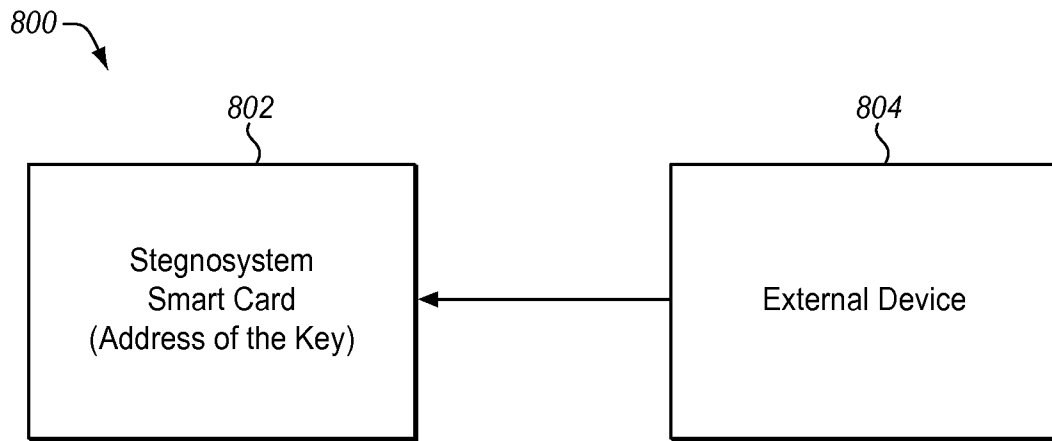 800
802
804
Stegnosystem
Smart Card
(Address of the Key)
External Device